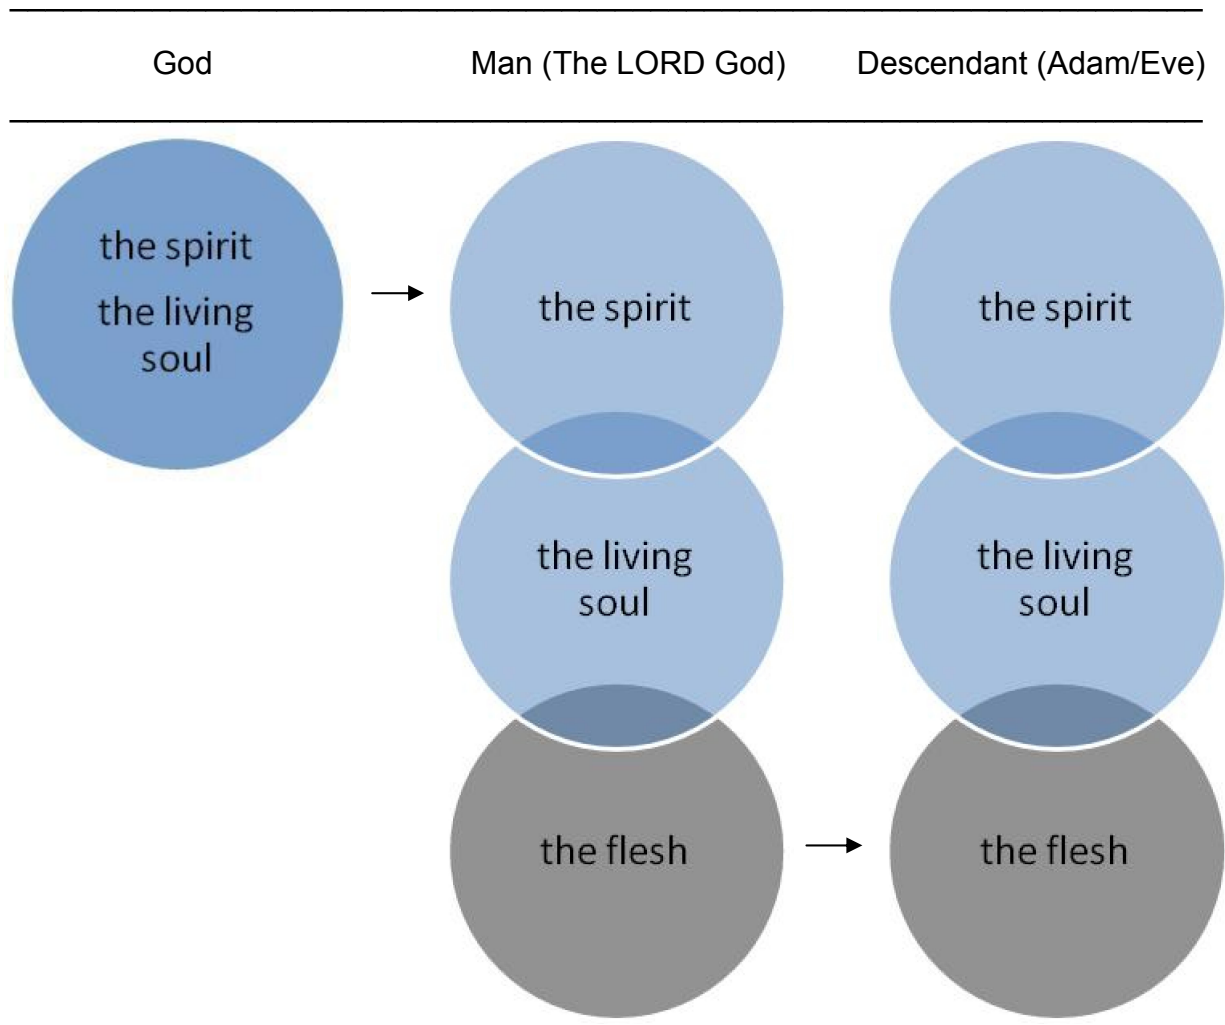 God Man (The LORD God) Descendant (Adam/Eve)
the spirit
the living
soul
the spirit
the living
soul
the flesh
the spirit
the living
soul
the flesh